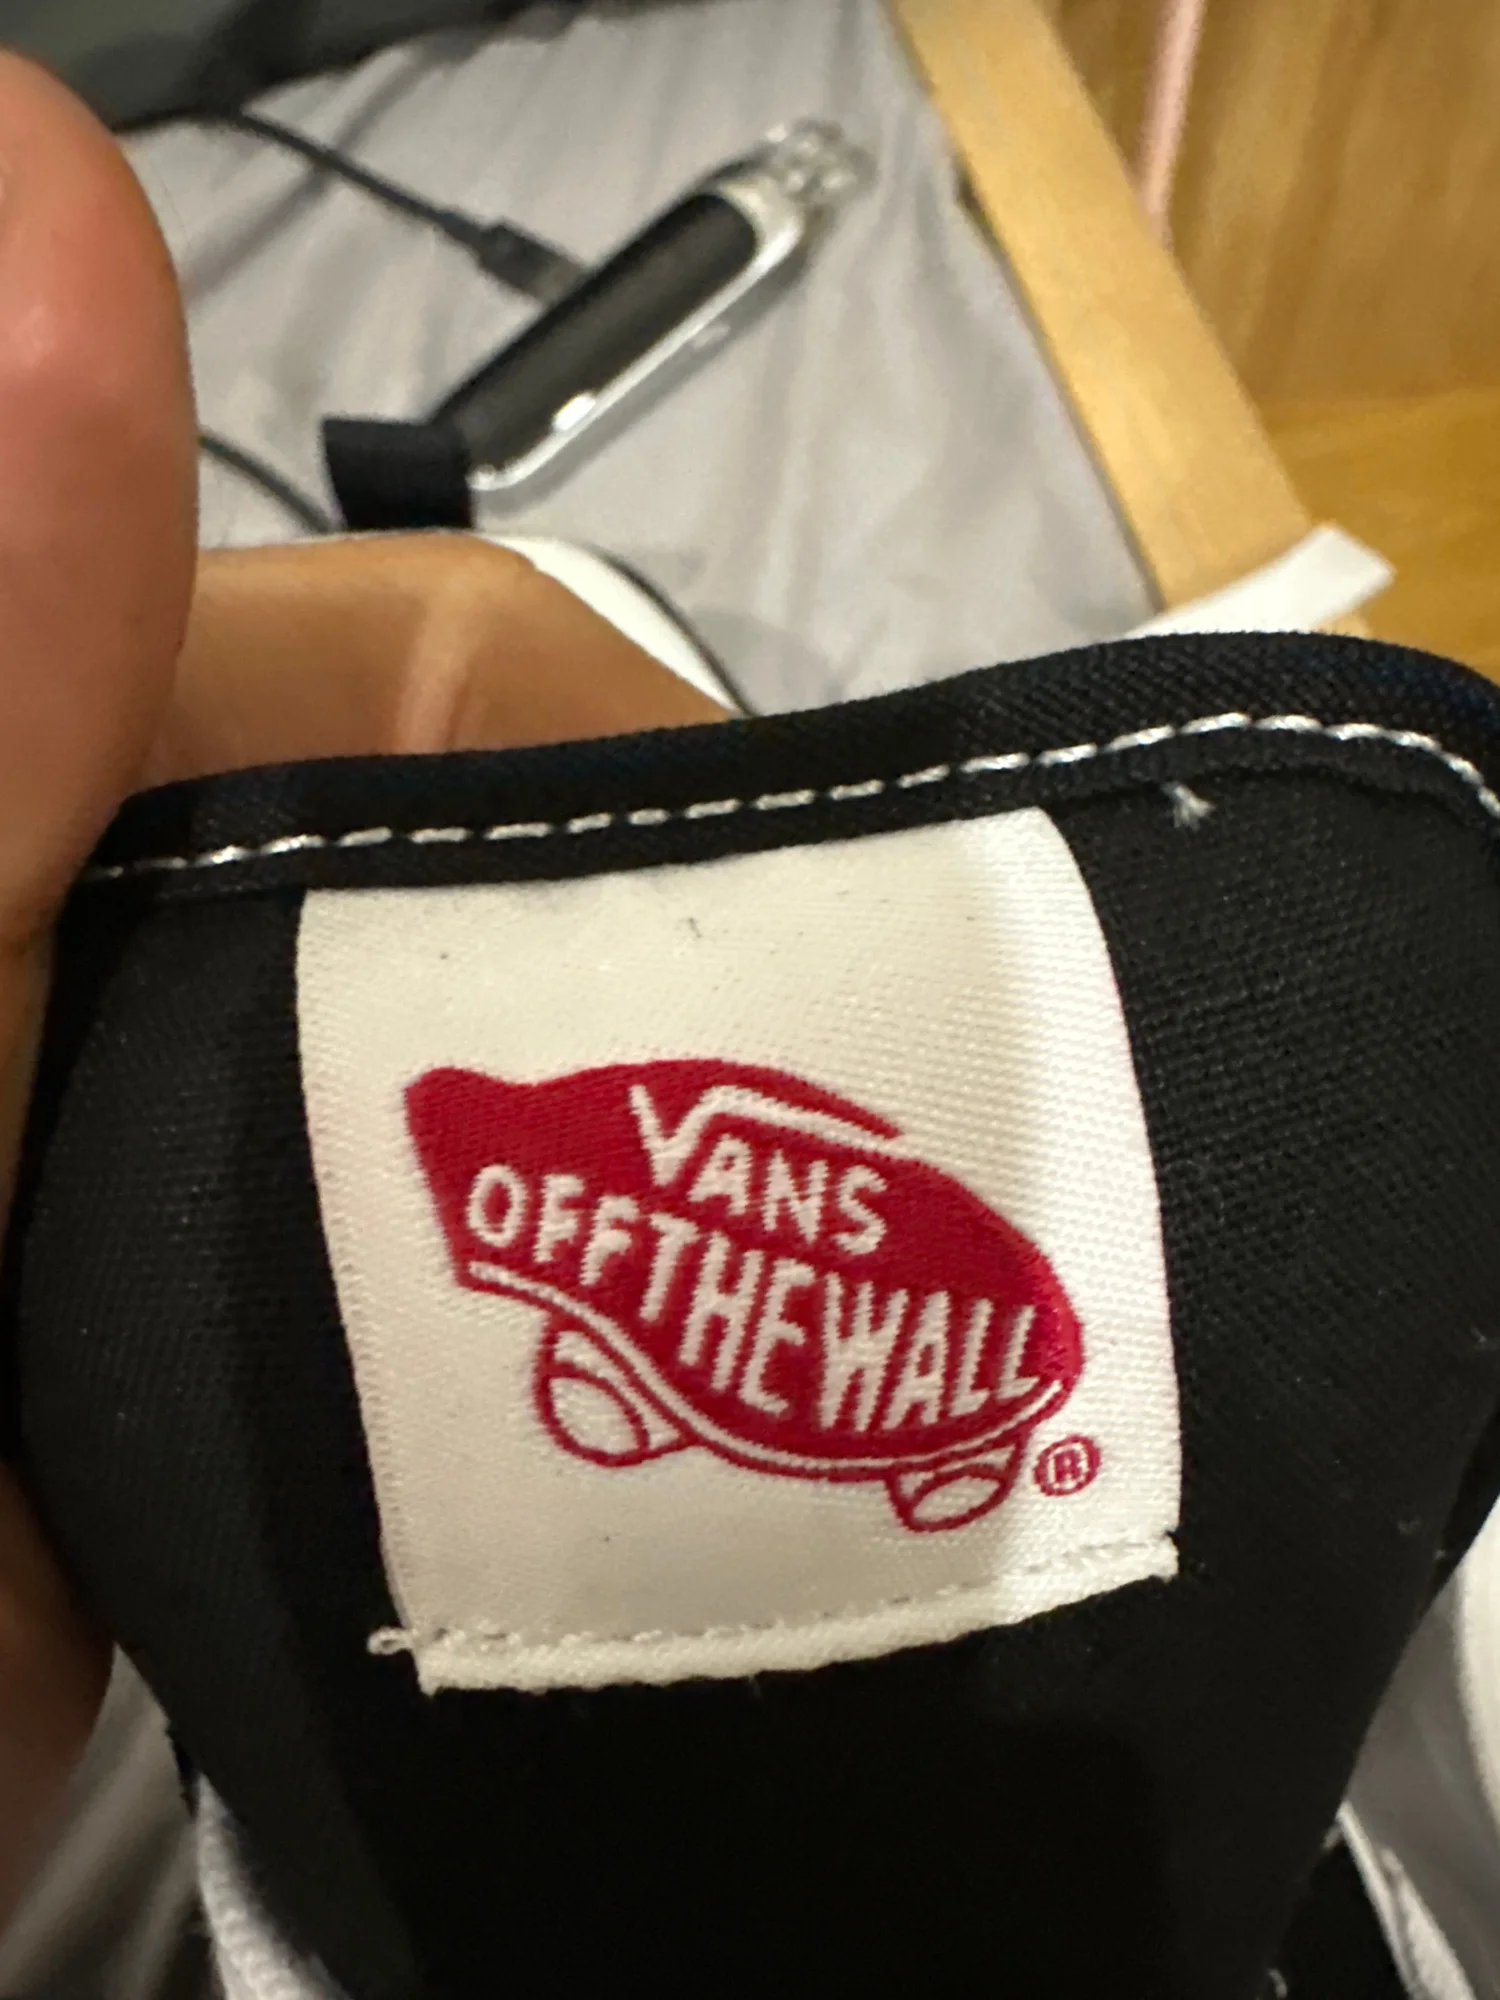 VANS
OFF THE WALL
®